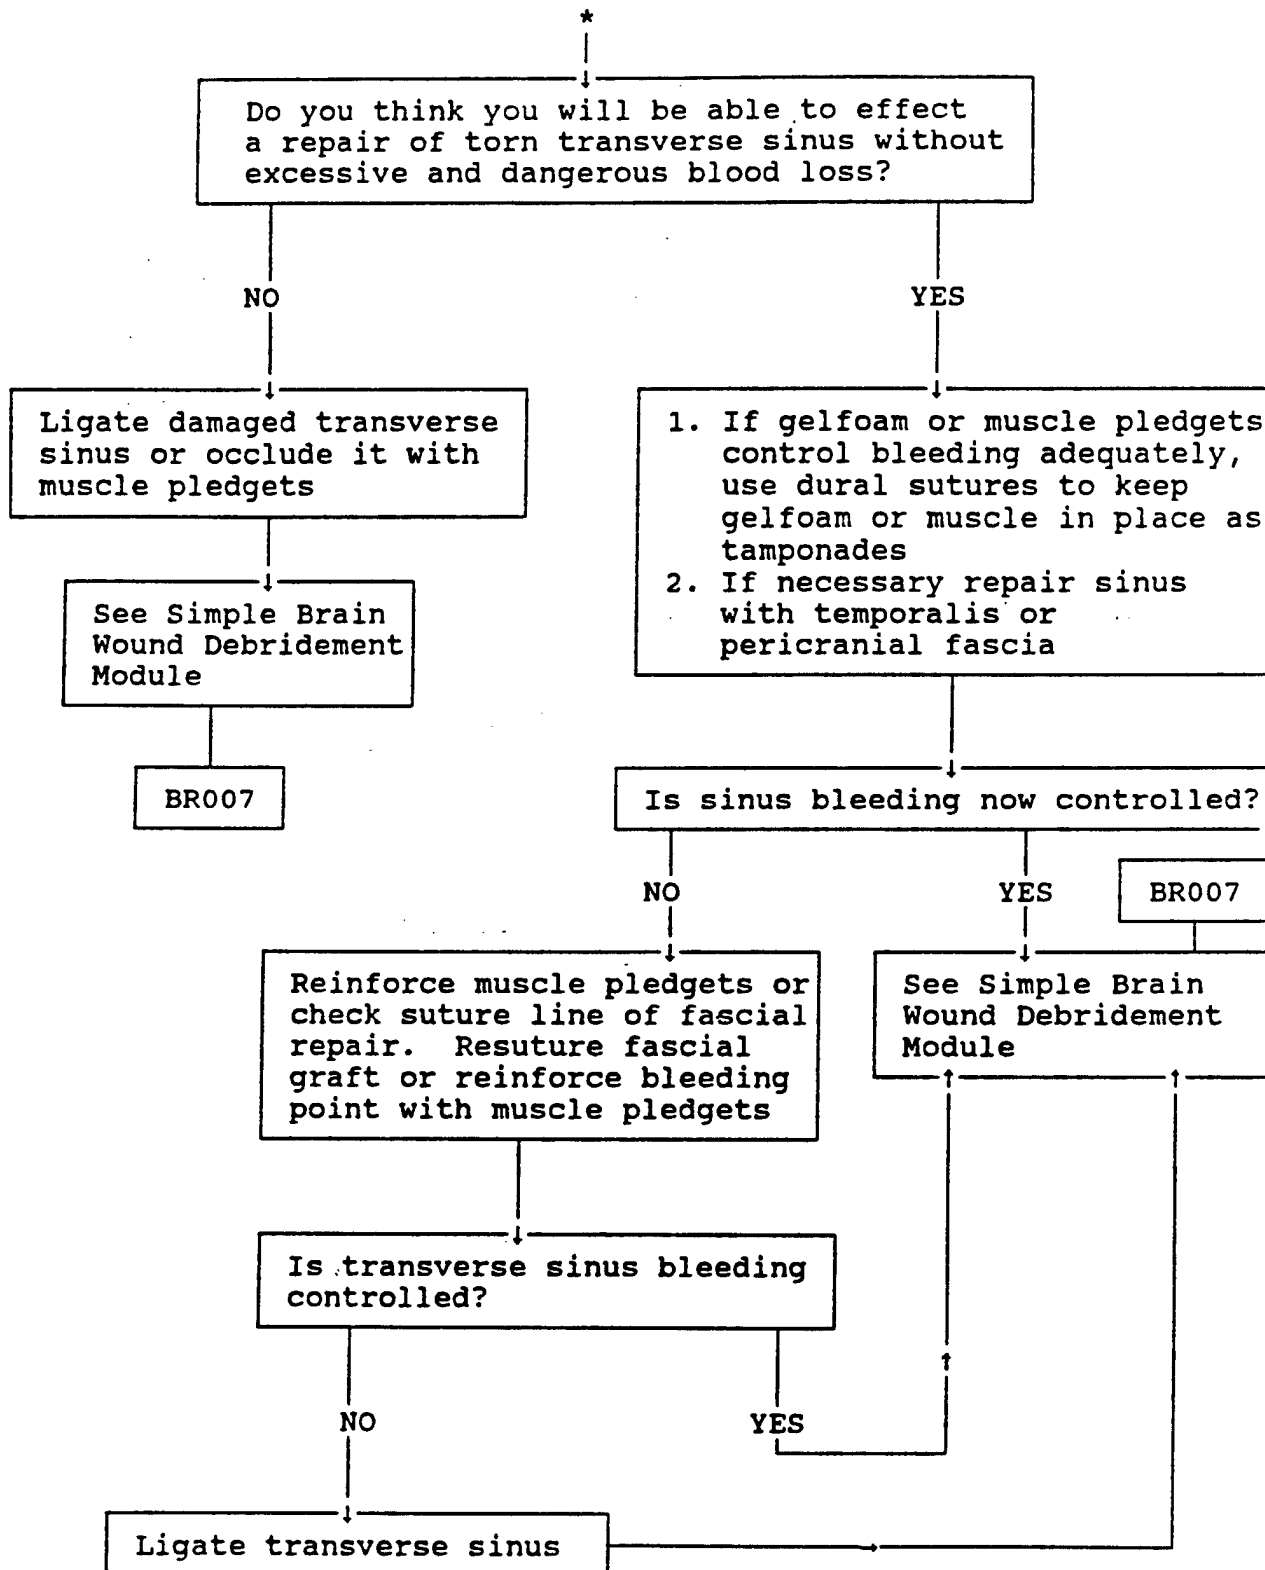 *
Do you think you will be able to effect
a repair of torn transverse sinus without
excessive and dangerous blood loss?
NO
YES
Ligate damaged transverse
sinus or occlude it with
muscle pledgets
See Simple Brain
Wound Debridement
Module
BR007
1. If gelfoam or muscle pledgets
control bleeding adequately,
use dural sutures to keep
gelfoam or muscle in place as
tamponades
2. If necessary repair sinus
with temporalis or
pericranial fascia
Is sinus bleeding now controlled?
NO
YES
BR007
Reinforce muscle pledgets or
check suture line of fascial
repair. Resuture fascial
graft or reinforce bleeding
point with muscle pledgets
See Simple Brain
Wound Debridement
Module
Is transverse sinus bleeding
controlled?
NO
YES
Ligate transverse sinus